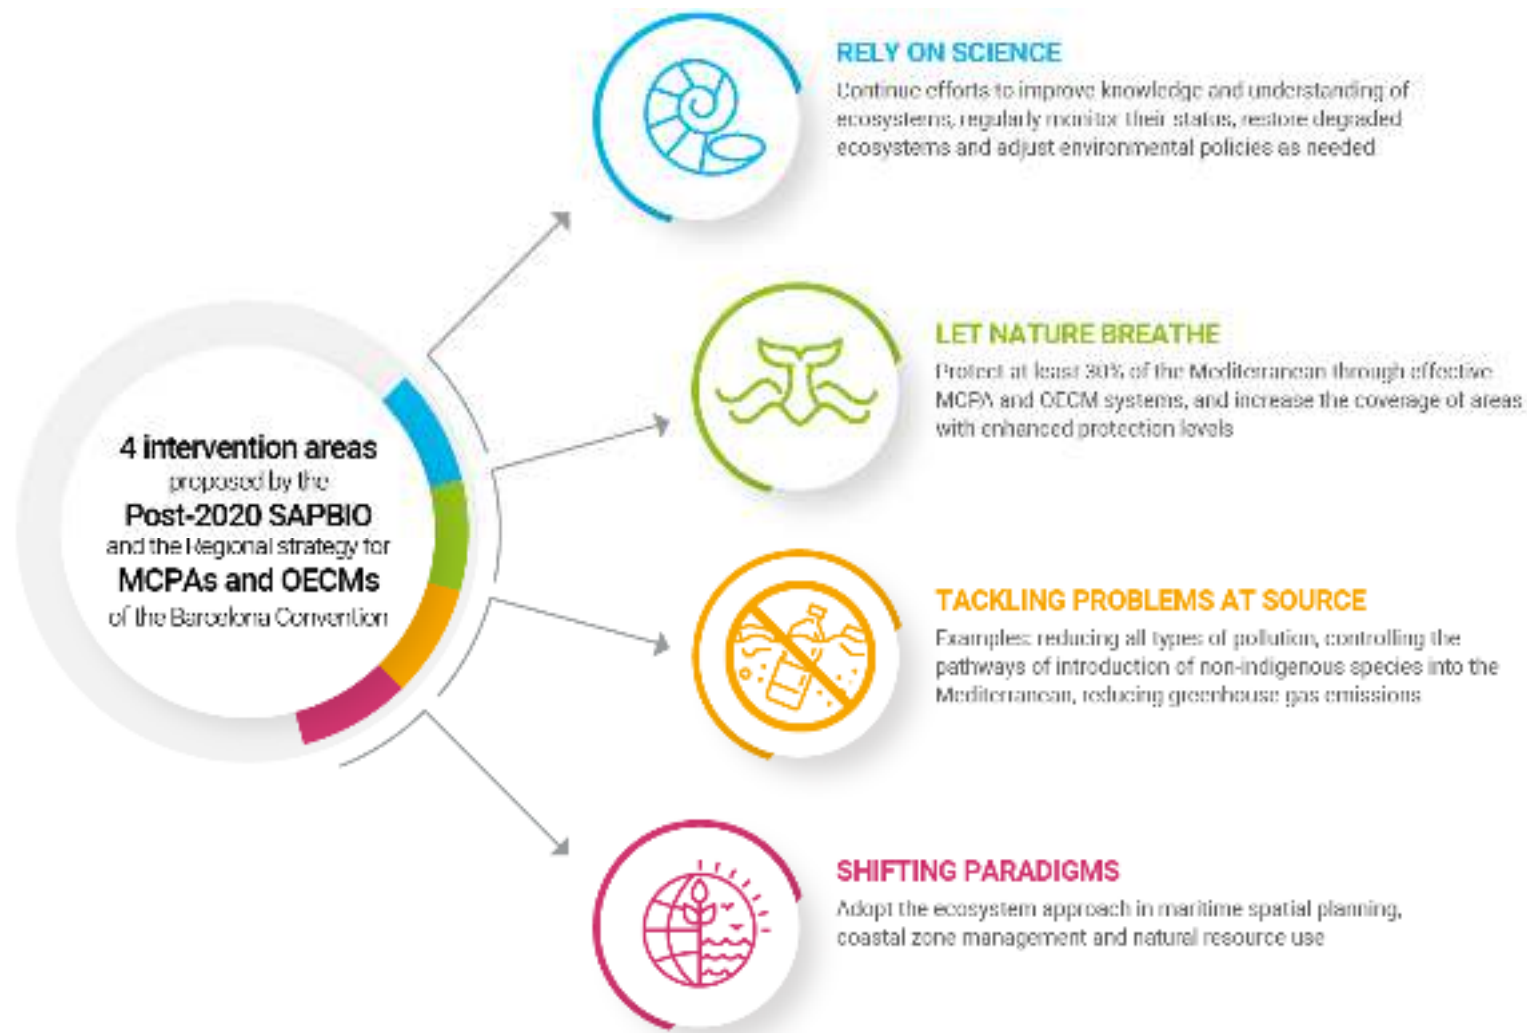 4 intervention areas
proposed by the
Post-2020 SAPBIO
and the Regional strategy for
MCPAs and OECMs
of the Barcelona Convention
RELY ON SCIENCE
Continue efforts to improve knowledge and understanding of
ecosystems, regularly monitor their status, restore degraded
ecosystems and adjust environmental policies as needed
LET NATURE BREATHE
Protect at least 30% of the Mediterranean through effective
MCPA and OECM systems, and increase the coverage of areas
with enhanced protection levels
TACKLING PROBLEMS AT SOURCE
Examples: reducing all types of pollution, controlling the
pathways of introduction of non-indigenous species into the
Mediterranean, reducing greenhouse gas emissions
SHIFTING PARADIGMS
Adopt the ecosystem approach in maritime spatial planning,
coastal zone management and natural resource use